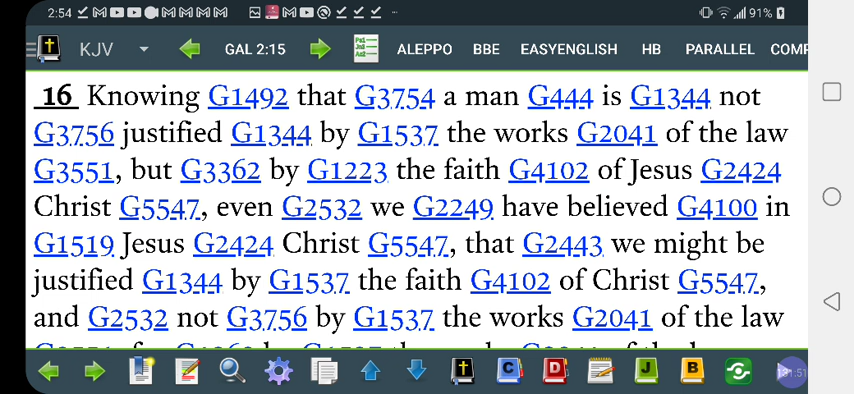 2:54 91%
KJV GAL 2:15 ALEPPO BBE EASYENGLISH HB PARALLEL COMP
16 Knowing G1492 that G3754 a man G444 is G1344 not
G3756 justified G1344 by G1537 the works G2041 of the law
G3551, but G3362 by G1223 the faith G4102 of Jesus G2424
Christ G5547, even G2532 we G2249 have believed G4100 in
G1519 Jesus G2424 Christ G5547, that G2443 we might be
justified G1344 by G1537 the faith G4102 of Christ G5547,
and G2532 not G3756 by G1537 the works G2041 of the law
C D J B